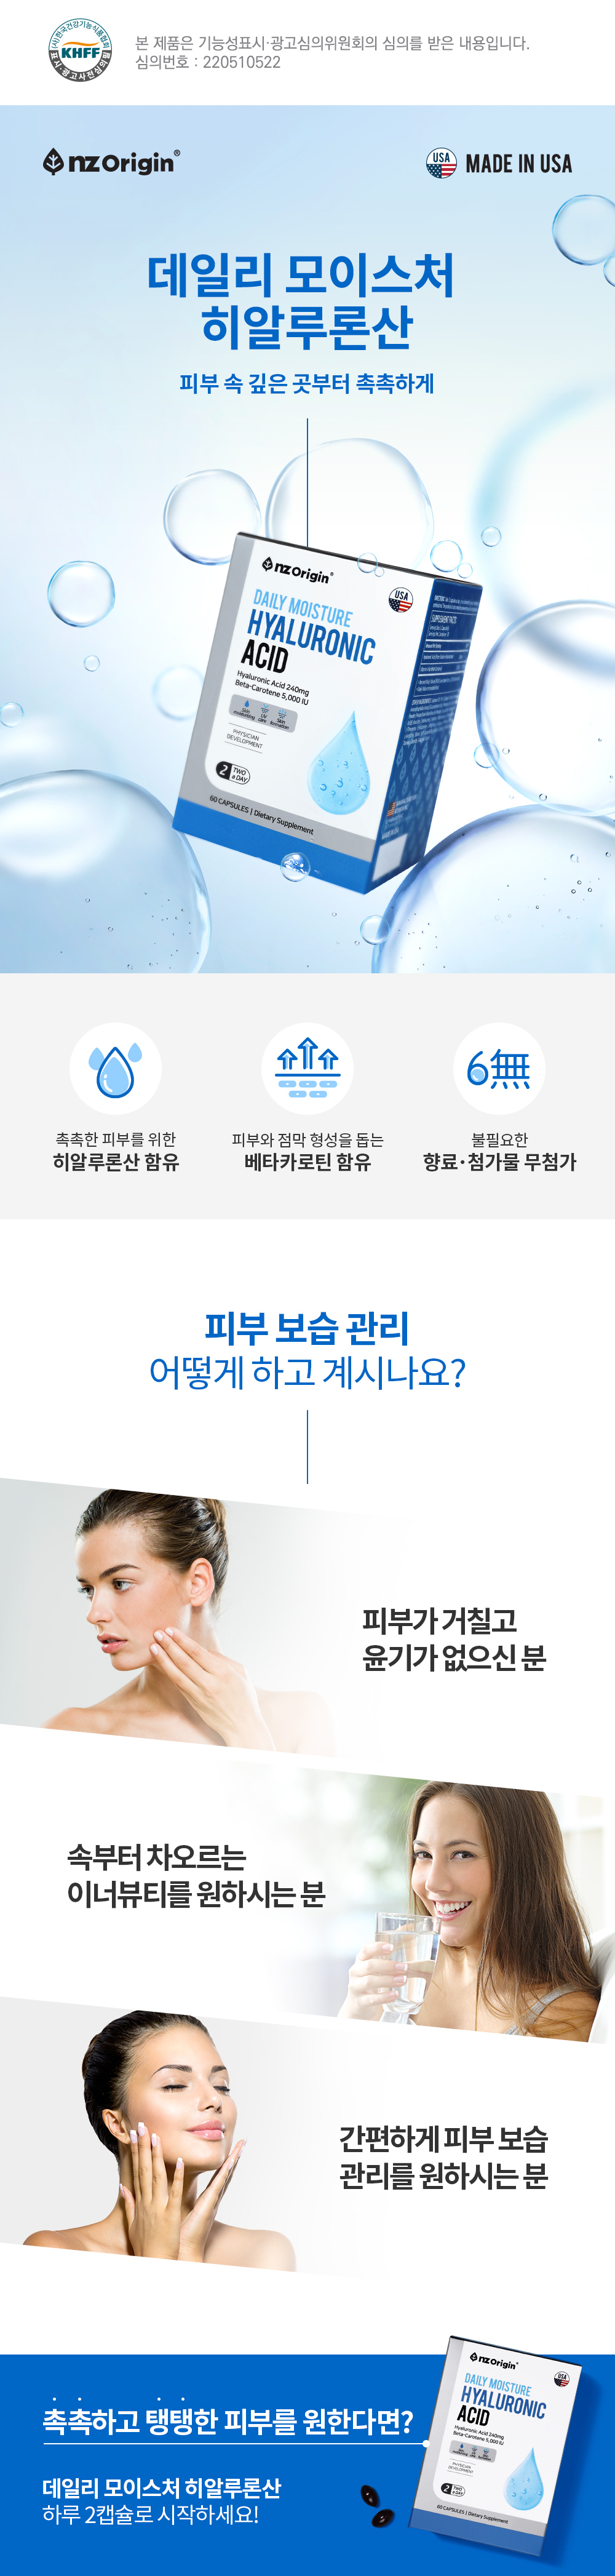 (사)한국건강기능식품협회
KHFF
표시·광고사전심의필
본 제품은 기능성표시·광고심의위원회의 심의를 받은 내용입니다.
심의번호 : 220510522
nzOrigin®
USA
MADE IN USA
데일리 모이스처
히알루론산
피부 속 깊은 곳부터 촉촉하게
nzOrigin®
USA
DAILY MOISTURE
HYALURONIC
ACID
Hyaluronic Acid 240mg
Beta-Carotene 5,000 IU
Skin moisturizing
UV care
Skin formation
PHYSICIAN
DEVELOPMENT
2 TWO a DAY
60 CAPSULES | Dietary Supplement
SUPPLEMENT FACTS
6無
촉촉한 피부를 위한
히알루론산 함유
피부와 점막 형성을 돕는
베타카로틴 함유
불필요한
향료·첨가물 무첨가
피부 보습 관리
어떻게 하고 계시나요?
피부가 거칠고
윤기가 없으신 분
속부터 차오르는
이너뷰티를 원하시는 분
간편하게 피부 보습
관리를 원하시는 분
촉촉하고 탱탱한 피부를 원한다면?
데일리 모이스처 히알루론산
하루 2캡슐로 시작하세요!
nzOrigin®
USA
DAILY MOISTURE
HYALURONIC
ACID
Hyaluronic Acid 240mg
Beta-Carotene 5,000 IU
PHYSICIAN
DEVELOPMENT
2 TWO a DAY
60 CAPSULES | Dietary Supplement